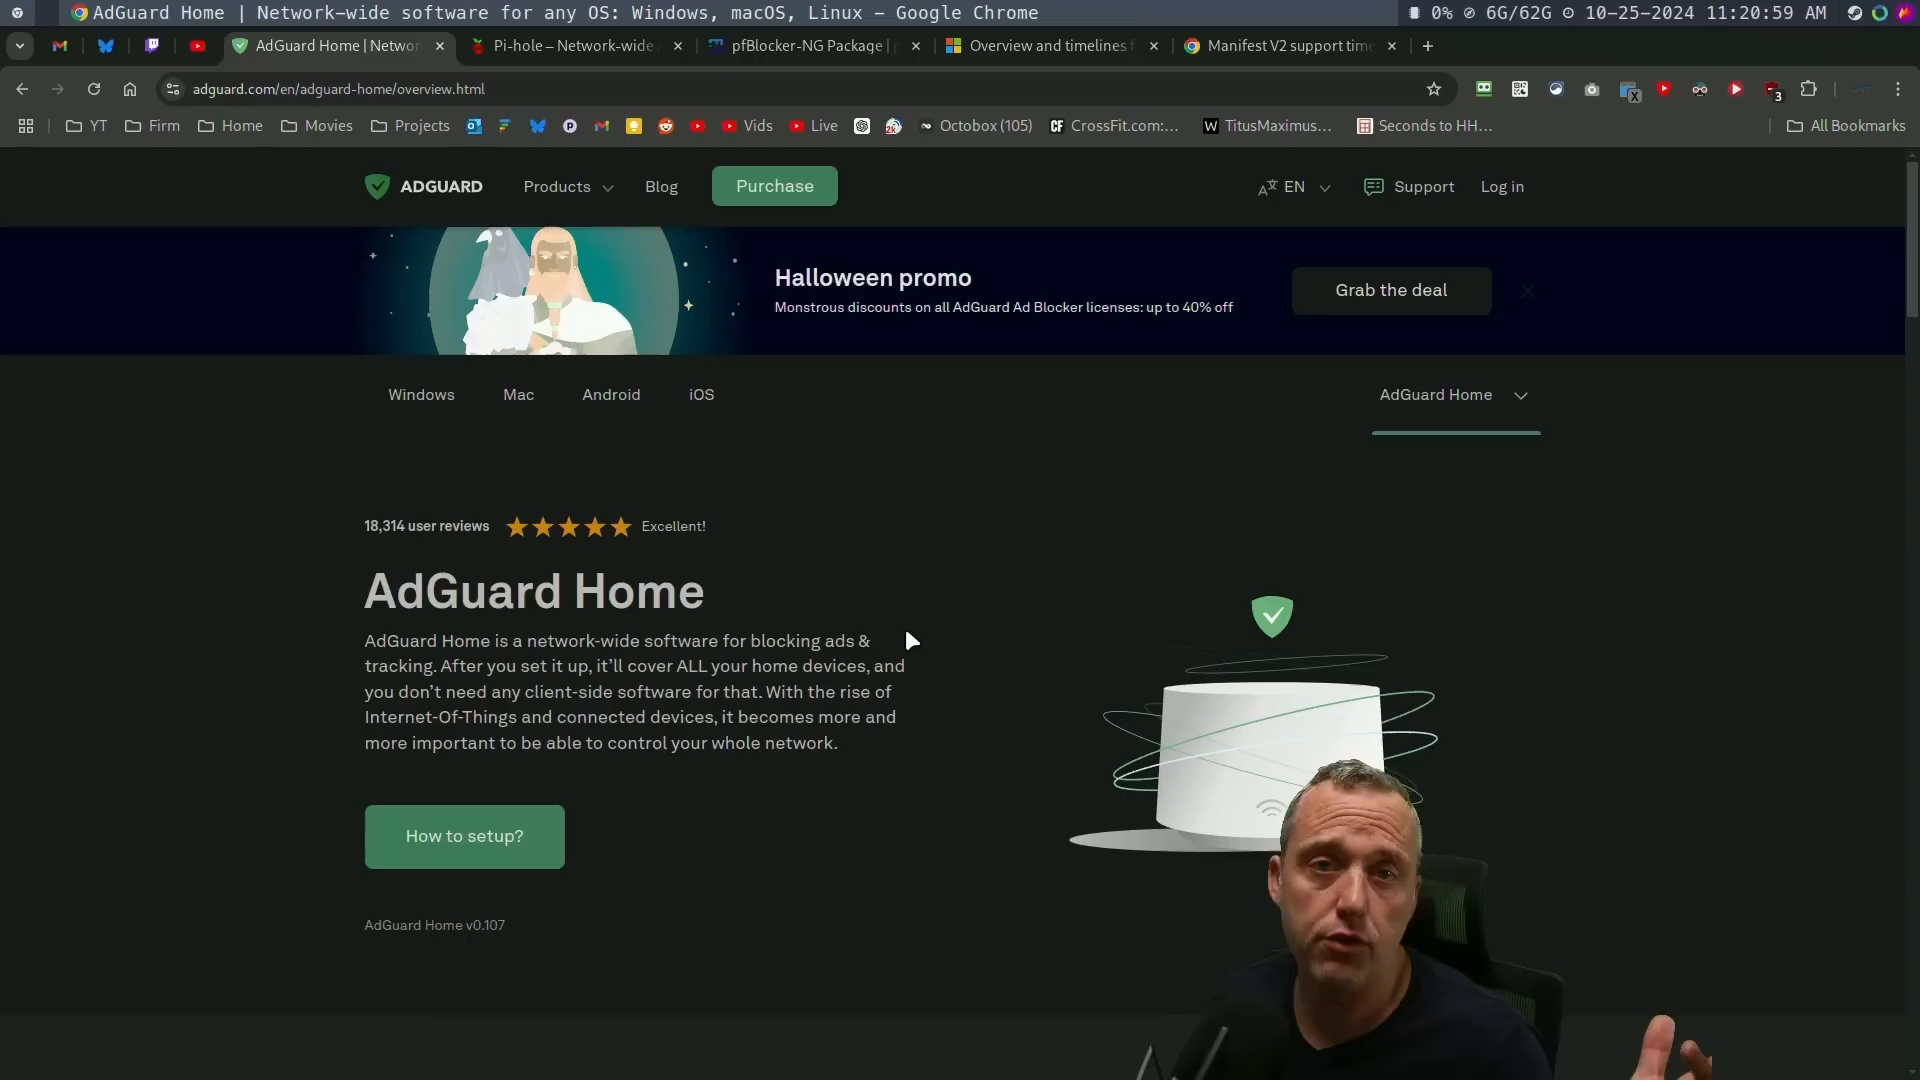 AdGuard Home | Network-wide software for any OS: Windows, macOS, Linux - Google Chrome
0% 6G/62G 10-25-2024 11:20:59 AM
AdGuard Home | Networ
Pi-hole – Network-wide
pfBlocker-NG Package |
Overview and timelines f
Manifest V2 support time
adguard.com/en/adguard-home/overview.html
X
3
YT
Firm
Home
Movies
Projects
Vids
Live
Octobox (105)
CF CrossFit.com:...
W TitusMaximus...
Seconds to HH...
All Bookmarks
ADGUARD
Products
Blog
Purchase
EN
Support
Log in
Halloween promo
Monstrous discounts on all AdGuard Ad Blocker licenses: up to 40% off
Grab the deal
Windows
Mac
Android
iOS
AdGuard Home
18,314 user reviews
Excellent!
AdGuard Home
AdGuard Home is a network-wide software for blocking ads &
tracking. After you set it up, it’ll cover ALL your home devices, and
you don’t need any client-side software for that. With the rise of
Internet-Of-Things and connected devices, it becomes more and
more important to be able to control your whole network.
How to setup?
AdGuard Home v0.107